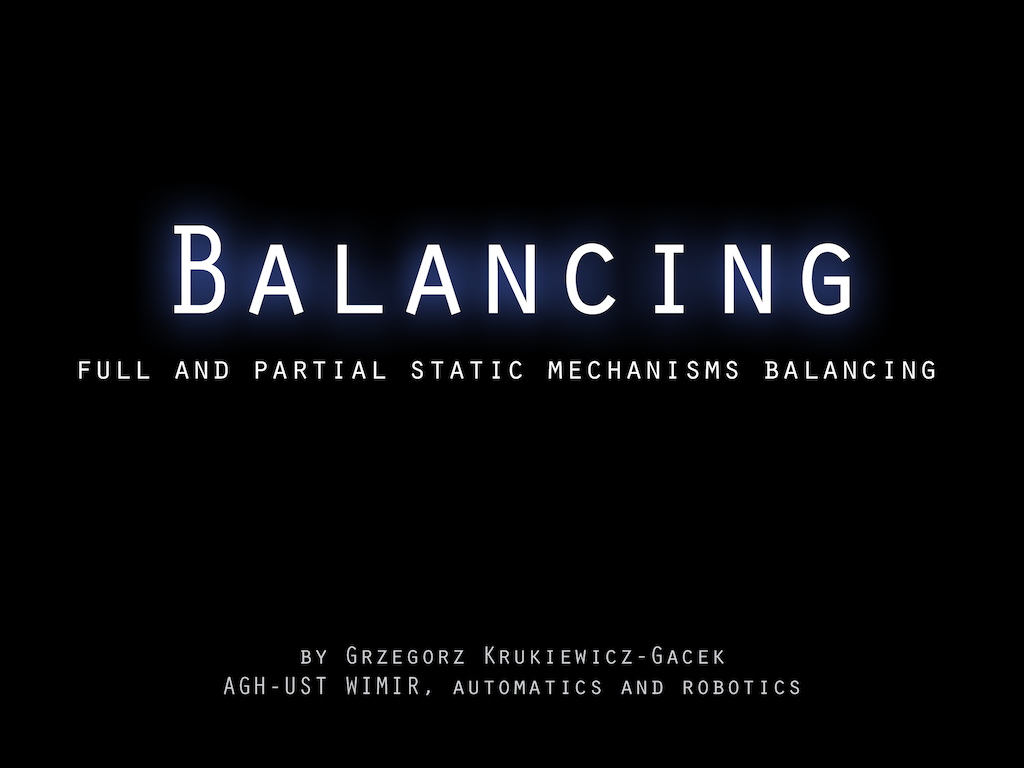 Balancing
full and partial static mechanisms balancing
by Grzegorz Krukiewicz-Gacek
AGH-UST WIMIR, automatics and robotics